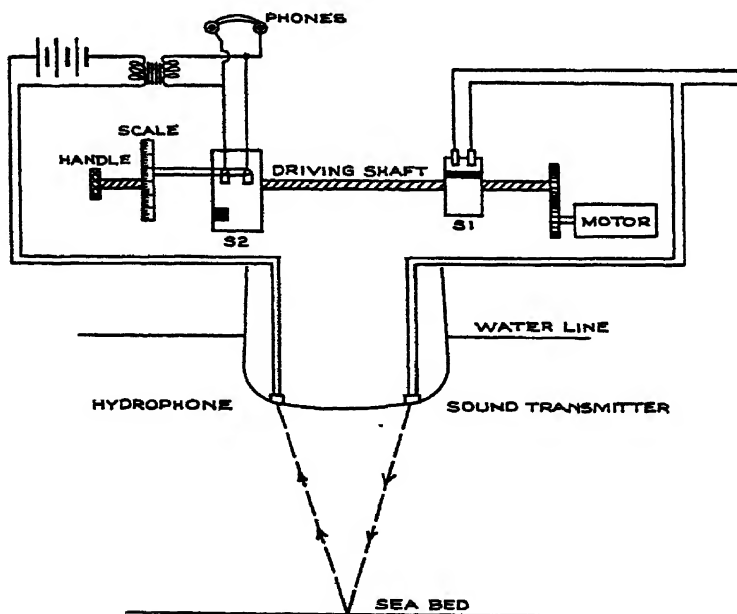 PHONES
SCALE
HANDLE
DRIVING SHAFT
S2
S1
MOTOR
WATER LINE
HYDROPHONE
SOUND TRANSMITTER
SEA BED